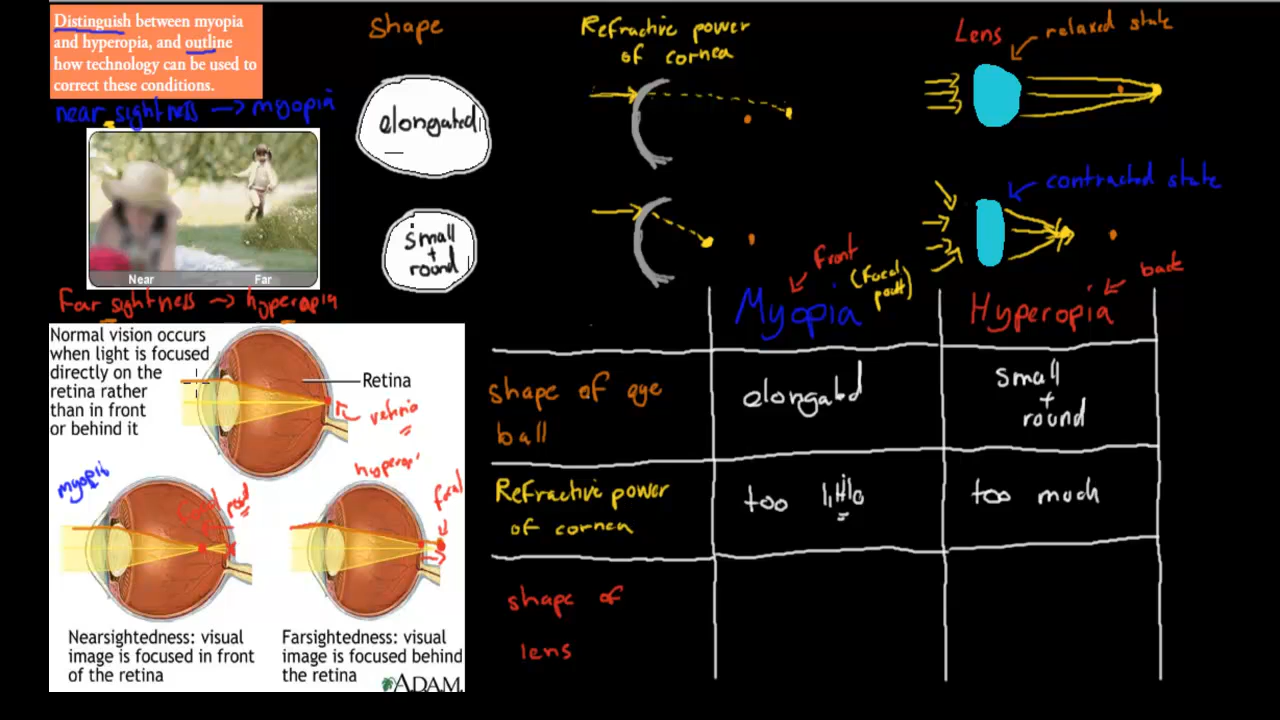 Distinguish between myopia
and hyperopia, and outline
how technology can be used to
correct these conditions.
near sightness → myopia
Near Far
Far sightness → hyperopia
Normal vision occurs
when light is focused
directly on the
retina rather
than in front
or behind it
Retina
retina
myopia
focal point
hyperopi
focal
Nearsightedness: visual
image is focused in front
of the retina
Farsightedness: visual
image is focused behind
the retina
ADAM
Shape
elongated
small
+
round
Refractive power
of cornea
Lens
relaxed state
contracted state
Front
(focal
point)
back
Myopia Hyperopia
shape of aye
ball
elongated
small
+
round
Refractive power
of cornea
too little
too much
shape of
lens